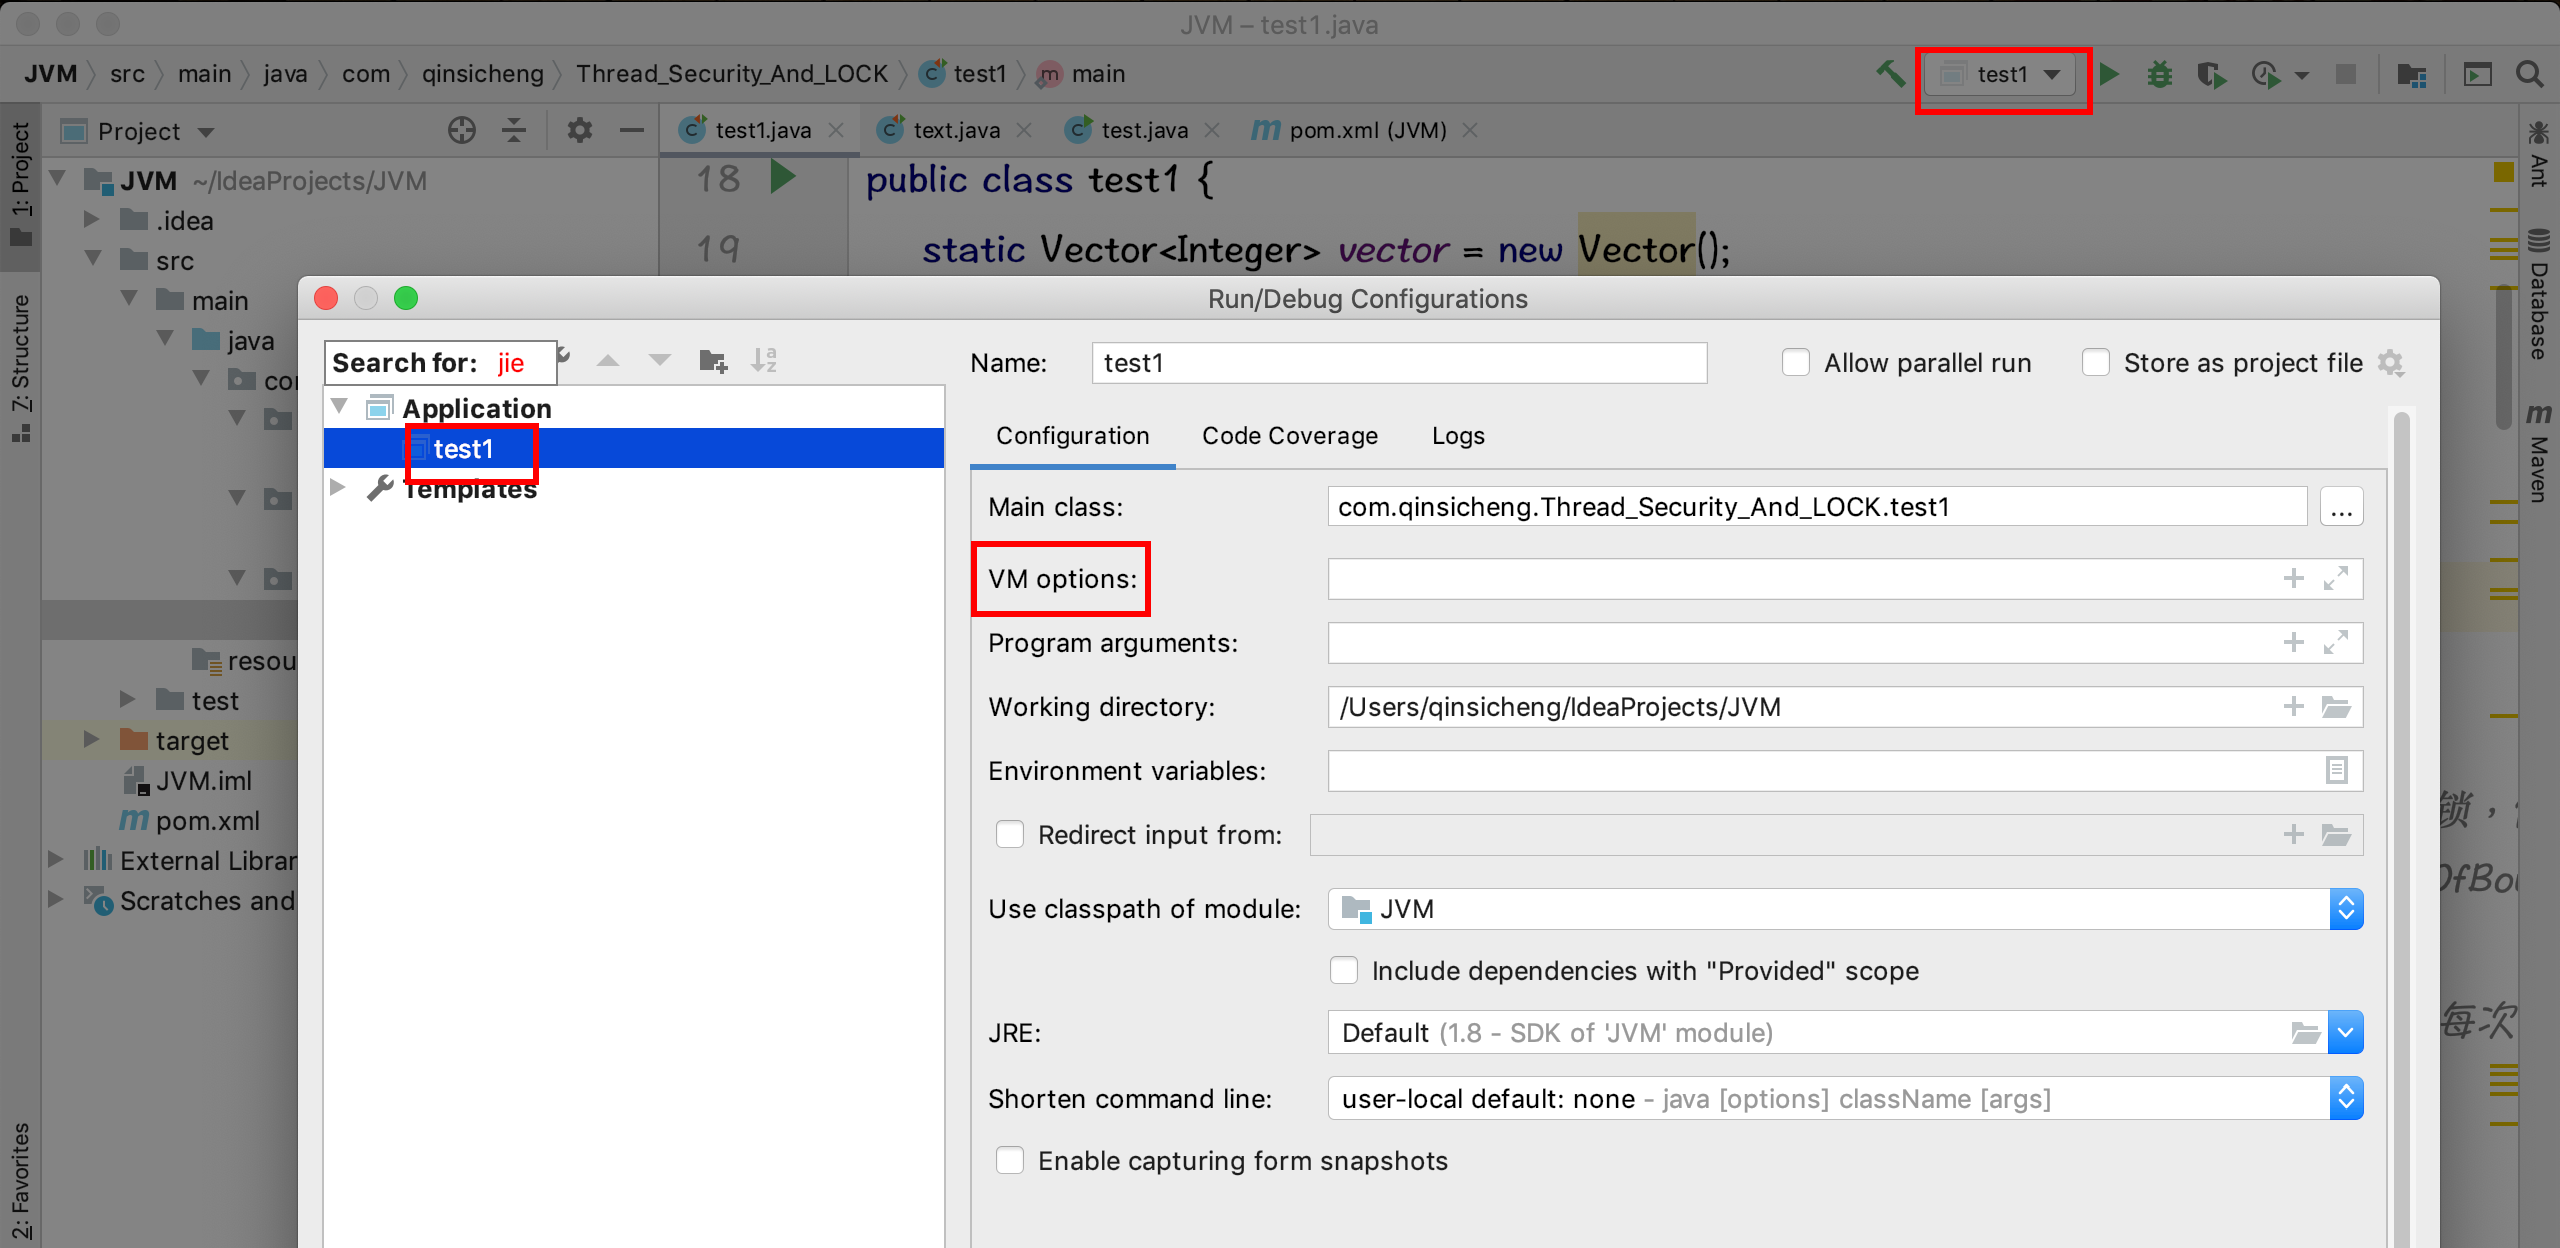 JVM – test1.java
JVM src main java com qinsicheng Thread_Security_And_LOCK test1 m main
test1
1: Project
7: Structure
2: Favorites
Project
test1.java text.java test.java m pom.xml (JVM)
JVM ~/IdeaProjects/JVM
.idea
src
main
java
resou
test
target
JVM.iml
m pom.xml
External Librar
Scratches and
18 public class test1 {
19 static Vector<Integer> vector = new Vector();
Ant
Database
m Maven
锁，
OfBou
每次
Run/Debug Configurations
Search for: jie
Application
test1
Templates
Name: test1
Allow parallel run
Store as project file
Configuration Code Coverage Logs
Main class: com.qinsicheng.Thread_Security_And_LOCK.test1 ...
VM options:
Program arguments:
Working directory: /Users/qinsicheng/IdeaProjects/JVM
Environment variables:
Redirect input from:
Use classpath of module: JVM
Include dependencies with "Provided" scope
JRE: Default (1.8 - SDK of 'JVM' module)
Shorten command line: user-local default: none - java [options] className [args]
Enable capturing form snapshots